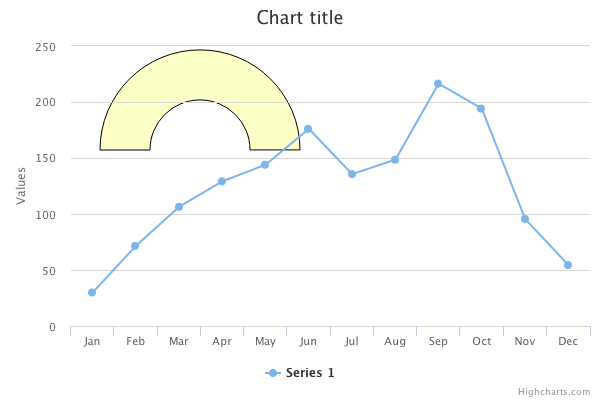 Chart title
Values
250
200
150
100
50
0
Jan Feb Mar Apr May Jun Jul Aug Sep Oct Nov Dec
Series 1
Highcharts.com